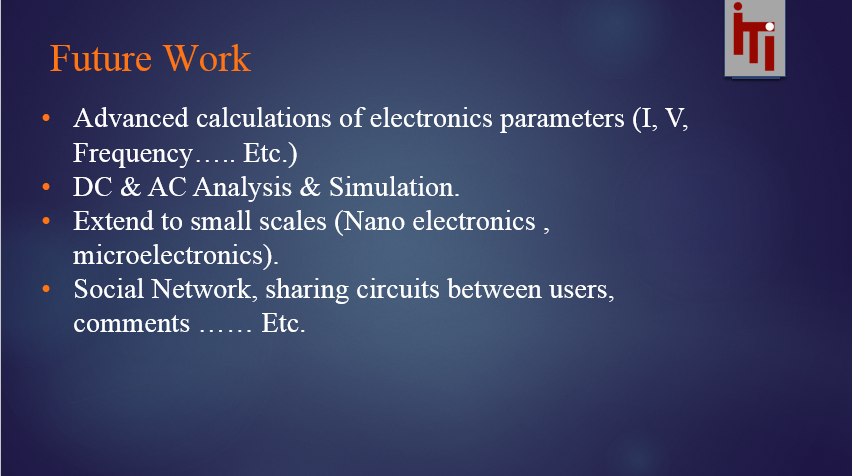 iTi
Future Work
• Advanced calculations of electronics parameters (I, V,
Frequency….. Etc.)
• DC & AC Analysis & Simulation.
• Extend to small scales (Nano electronics ,
microelectronics).
• Social Network, sharing circuits between users,
comments …… Etc.